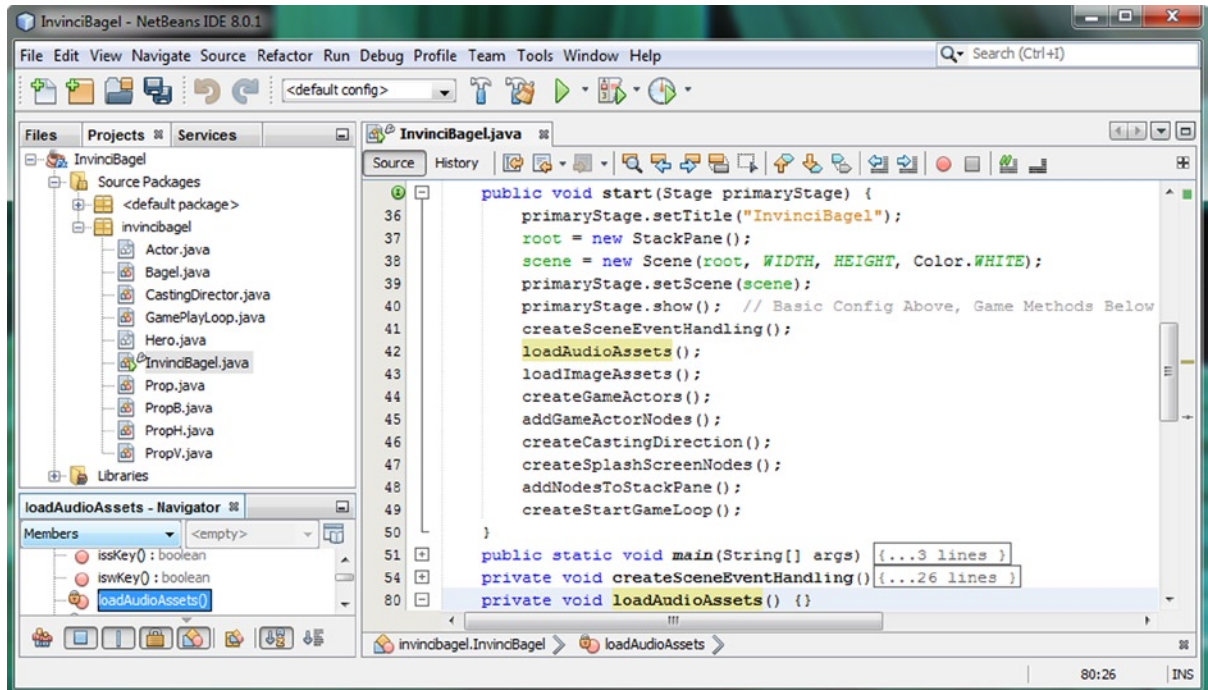 InvinciBagel - NetBeans IDE 8.0.1
File Edit View Navigate Source Refactor Run Debug Profile Team Tools Window Help
Search (Ctrl+I)
<default config>
Files Projects Services
InvinciBagel
Source Packages
<default package>
invincibagel
Actor.java
Bagel.java
CastingDirector.java
GamePlayLoop.java
Hero.java
InvinciBagel.java
Prop.java
PropB.java
PropH.java
PropV.java
Libraries
loadAudioAssets - Navigator
Members <empty>
issKey() : boolean
iswKey() : boolean
loadAudioAssets()
InvinciBagel.java
Source History
public void start(Stage primaryStage) {
36 primaryStage.setTitle("InvinciBagel");
37 root = new StackPane();
38 scene = new Scene(root, WIDTH, HEIGHT, Color.WHITE);
39 primaryStage.setScene(scene);
40 primaryStage.show(); // Basic Config Above, Game Methods Below
41 createSceneEventHandling();
42 loadAudioAssets();
43 loadImageAssets();
44 createGameActors();
45 addGameActorNodes();
46 createCastingDirection();
47 createSplashScreenNodes();
48 addNodesToStackPane();
49 createStartGameLoop();
50 }
51 public static void main(String[] args) {...3 lines }
54 private void createSceneEventHandling() {...26 lines }
80 private void loadAudioAssets() {}
invincibagel.InvinciBagel loadAudioAssets
80:26 INS